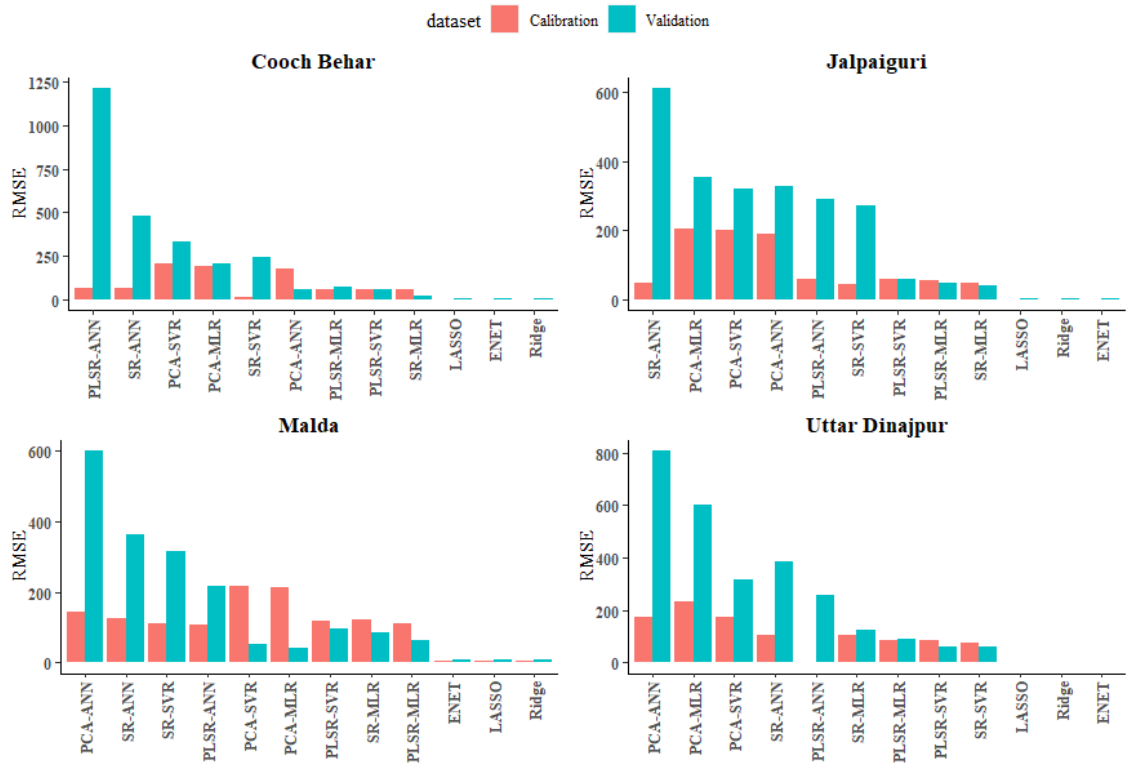 dataset Calibration Validation
Cooch Behar
RMSE
1250
1000
750
500
250
0
PLSR-ANN
SR-ANN
PCA-SVR
PCA-MLR
SR-SVR
PCA-ANN
PLSR-MLR
PLSR-SVR
SR-MLR
LASSO
ENET
Ridge
Jalpaiguri
RMSE
600
400
200
0
SR-ANN
PCA-MLR
PCA-SVR
PCA-ANN
PLSR-ANN
SR-SVR
PLSR-SVR
PLSR-MLR
SR-MLR
LASSO
Ridge
ENET
Malda
RMSE
600
400
200
0
PCA-ANN
SR-ANN
SR-SVR
PLSR-ANN
PCA-SVR
PCA-MLR
PLSR-SVR
SR-MLR
PLSR-MLR
ENET
LASSO
Ridge
Uttar Dinajpur
RMSE
800
600
400
200
0
PCA-ANN
PCA-MLR
PCA-SVR
SR-ANN
PLSR-ANN
SR-MLR
PLSR-MLR
PLSR-SVR
SR-SVR
LASSO
Ridge
ENET